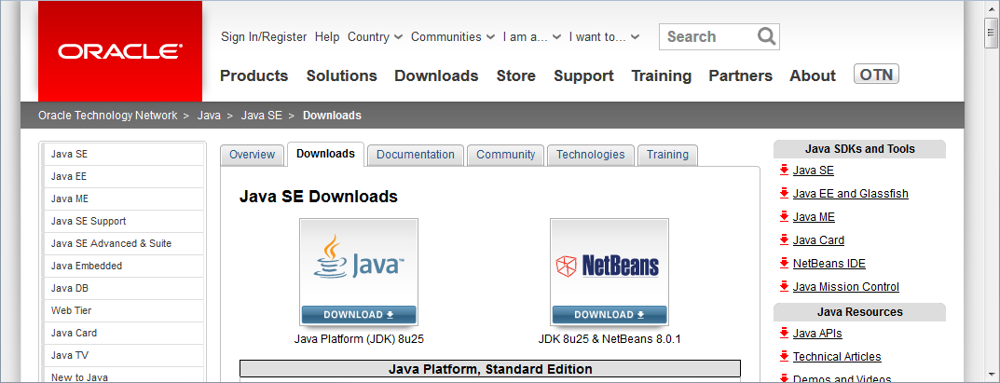 ORACLE
Sign In/Register Help Country Communities I am a... I want to... Search
Products Solutions Downloads Store Support Training Partners About OTN
Oracle Technology Network > Java > Java SE > Downloads
Java SE
Java EE
Java ME
Java SE Support
Java SE Advanced & Suite
Java Embedded
Java DB
Web Tier
Java Card
Java TV
New to Java
Overview Downloads Documentation Community Technologies Training
Java SE Downloads
Java™
DOWNLOAD
Java Platform (JDK) 8u25
NetBeans
DOWNLOAD
JDK 8u25 & NetBeans 8.0.1
Java Platform, Standard Edition
Java SDKs and Tools
Java SE
Java EE and Glassfish
Java ME
Java Card
NetBeans IDE
Java Mission Control
Java Resources
Java APIs
Technical Articles
Demos and Videos